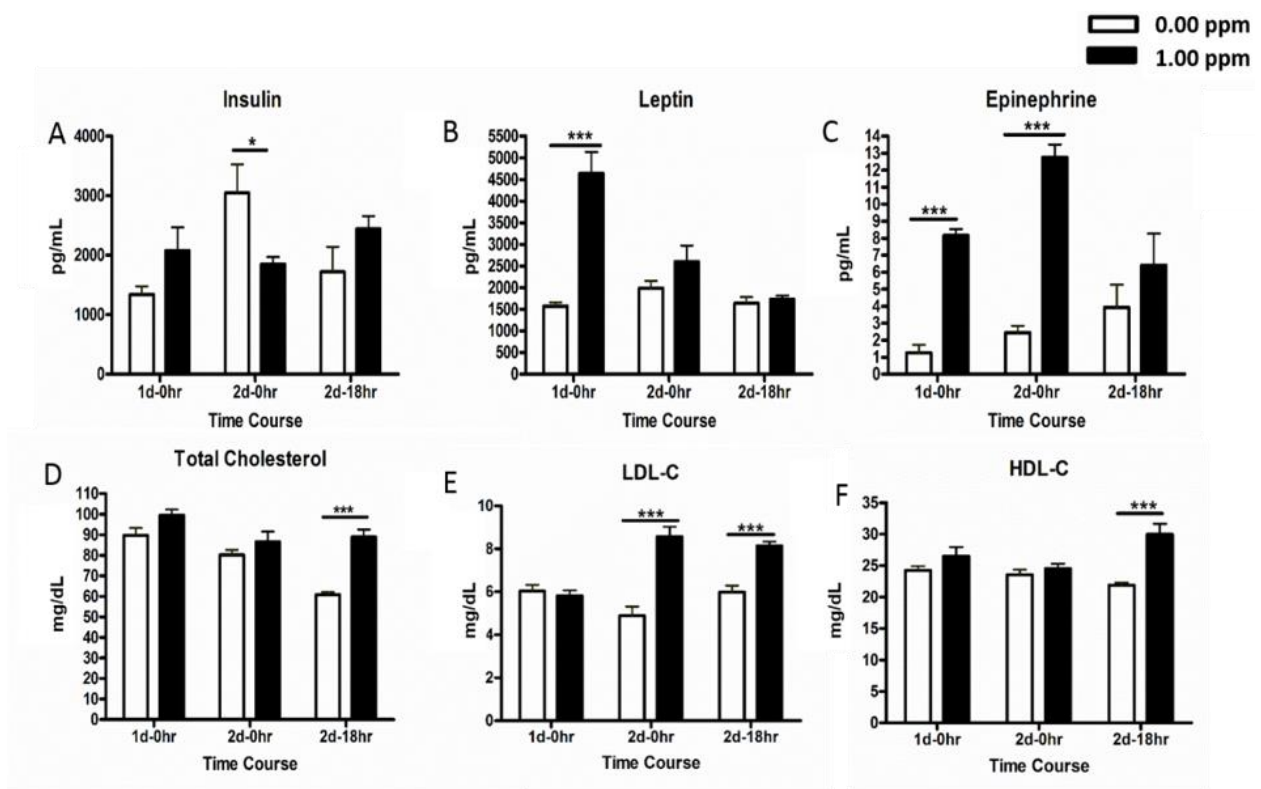 0.00 ppm
1.00 ppm
A
Insulin
*
4000
3000
2000
1000
0
pg/mL
1d-0hr 2d-0hr 2d-18hr
Time Course
B
Leptin
***
5500
5000
4500
4000
3500
3000
2500
2000
1500
1000
500
0
pg/mL
1d-0hr 2d-0hr 2d-18hr
Time Course
C
Epinephrine
***
***
14
13
12
11
10
9
8
7
6
5
4
3
2
1
0
pg/mL
1d-0hr 2d-0hr 2d-18hr
Time Course
D
Total Cholesterol
***
110
100
90
80
70
60
50
40
30
20
10
0
mg/dL
1d-0hr 2d-0hr 2d-18hr
Time Course
E
LDL-C
***
***
10
8
6
4
2
0
mg/dL
1d-0hr 2d-0hr 2d-18hr
Time Course
F
HDL-C
***
35
30
25
20
15
10
5
0
mg/dL
1d-0hr 2d-0hr 2d-18hr
Time Course